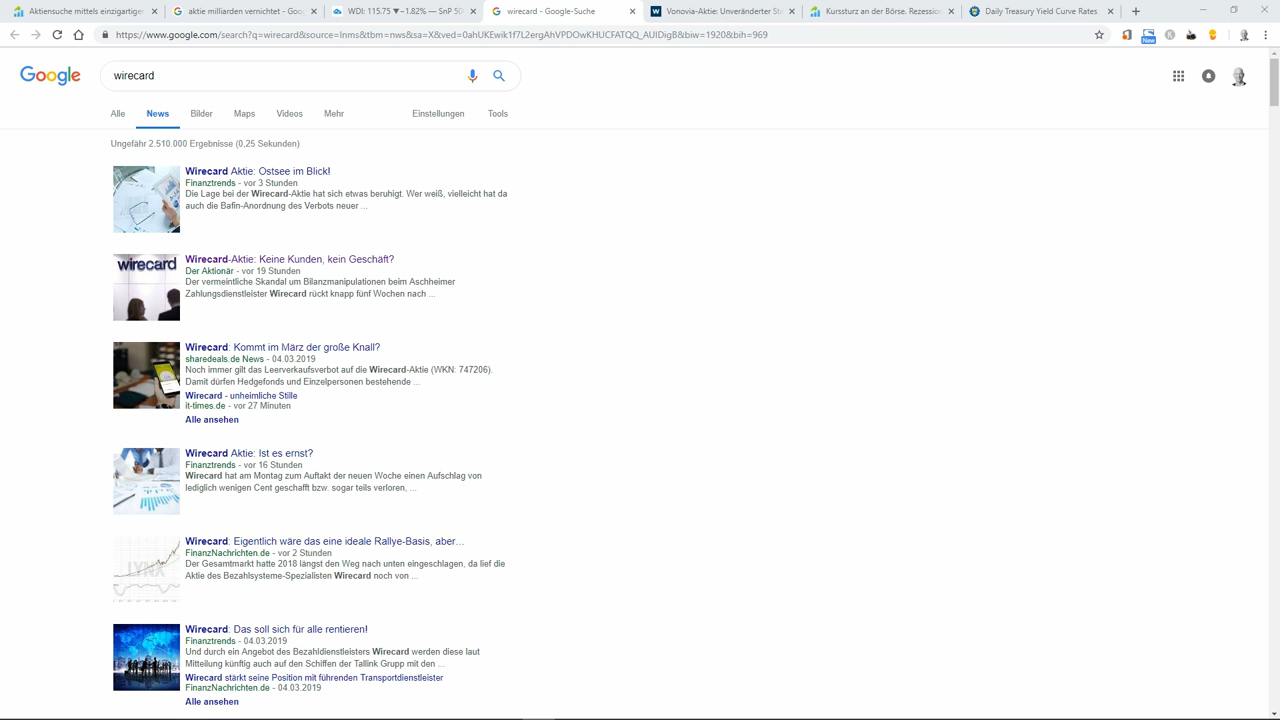 Aktiensuche mittels einzigartiger
aktie milliarden vernichtet - Goo
WDI: 115.75 ▼−1.82% — SnP 50
wirecard - Google-Suche
Vonovia-Aktie: Unveränderter St
Kurssturz an der Börse. Rezession
Daily Treasury Yield Curve Rates
https://www.google.com/search?q=wirecard&source=lnms&tbm=nws&sa=X&ved=0ahUKEwik1f7L2ergAhVPDOwKHUCFATQQ_AUIDigB&biw=1920&bih=969
New
Google
wirecard
Alle News Bilder Maps Videos Mehr Einstellungen Tools
Ungefähr 2.510.000 Ergebnisse (0,25 Sekunden)
Wirecard Aktie: Ostsee im Blick!
Finanztrends - vor 3 Stunden
Die Lage bei der Wirecard-Aktie hat sich etwas beruhigt. Wer weiß, vielleicht hat da
auch die Bafin-Anordnung des Verbots neuer ...
wirecard
Wirecard-Aktie: Keine Kunden, kein Geschäft?
Der Aktionär - vor 19 Stunden
Der vermeintliche Skandal um Bilanzmanipulationen beim Aschheimer
Zahlungsdienstleister Wirecard rückt knapp fünf Wochen nach ...
Wirecard: Kommt im März der große Knall?
sharedeals.de News - 04.03.2019
Noch immer gilt das Leerverkaufsverbot auf die Wirecard-Aktie (WKN: 747206).
Damit dürfen Hedgefonds und Einzelpersonen bestehende ...
Wirecard - unheimliche Stille
it-times.de - vor 27 Minuten
Alle ansehen
Wirecard Aktie: Ist es ernst?
Finanztrends - vor 16 Stunden
Wirecard hat am Montag zum Auftakt der neuen Woche einen Aufschlag von
lediglich wenigen Cent geschafft bzw. sogar teils verloren, ...
LYNX
Wirecard: Eigentlich wäre das eine ideale Rallye-Basis, aber...
FinanzNachrichten.de - vor 2 Stunden
Der Gesamtmarkt hatte 2018 längst den Weg nach unten eingeschlagen, da lief die
Aktie des Bezahlsysteme-Spezialisten Wirecard noch von ...
Wirecard: Das soll sich für alle rentieren!
Finanztrends - 04.03.2019
Und durch ein Angebot des Bezahldienstleisters Wirecard werden diese laut
Mitteilung künftig auch auf den Schiffen der Tallink Grupp mit den ...
Wirecard stärkt seine Position mit führenden Transportdienstleister
FinanzNachrichten.de - 04.03.2019
Alle ansehen